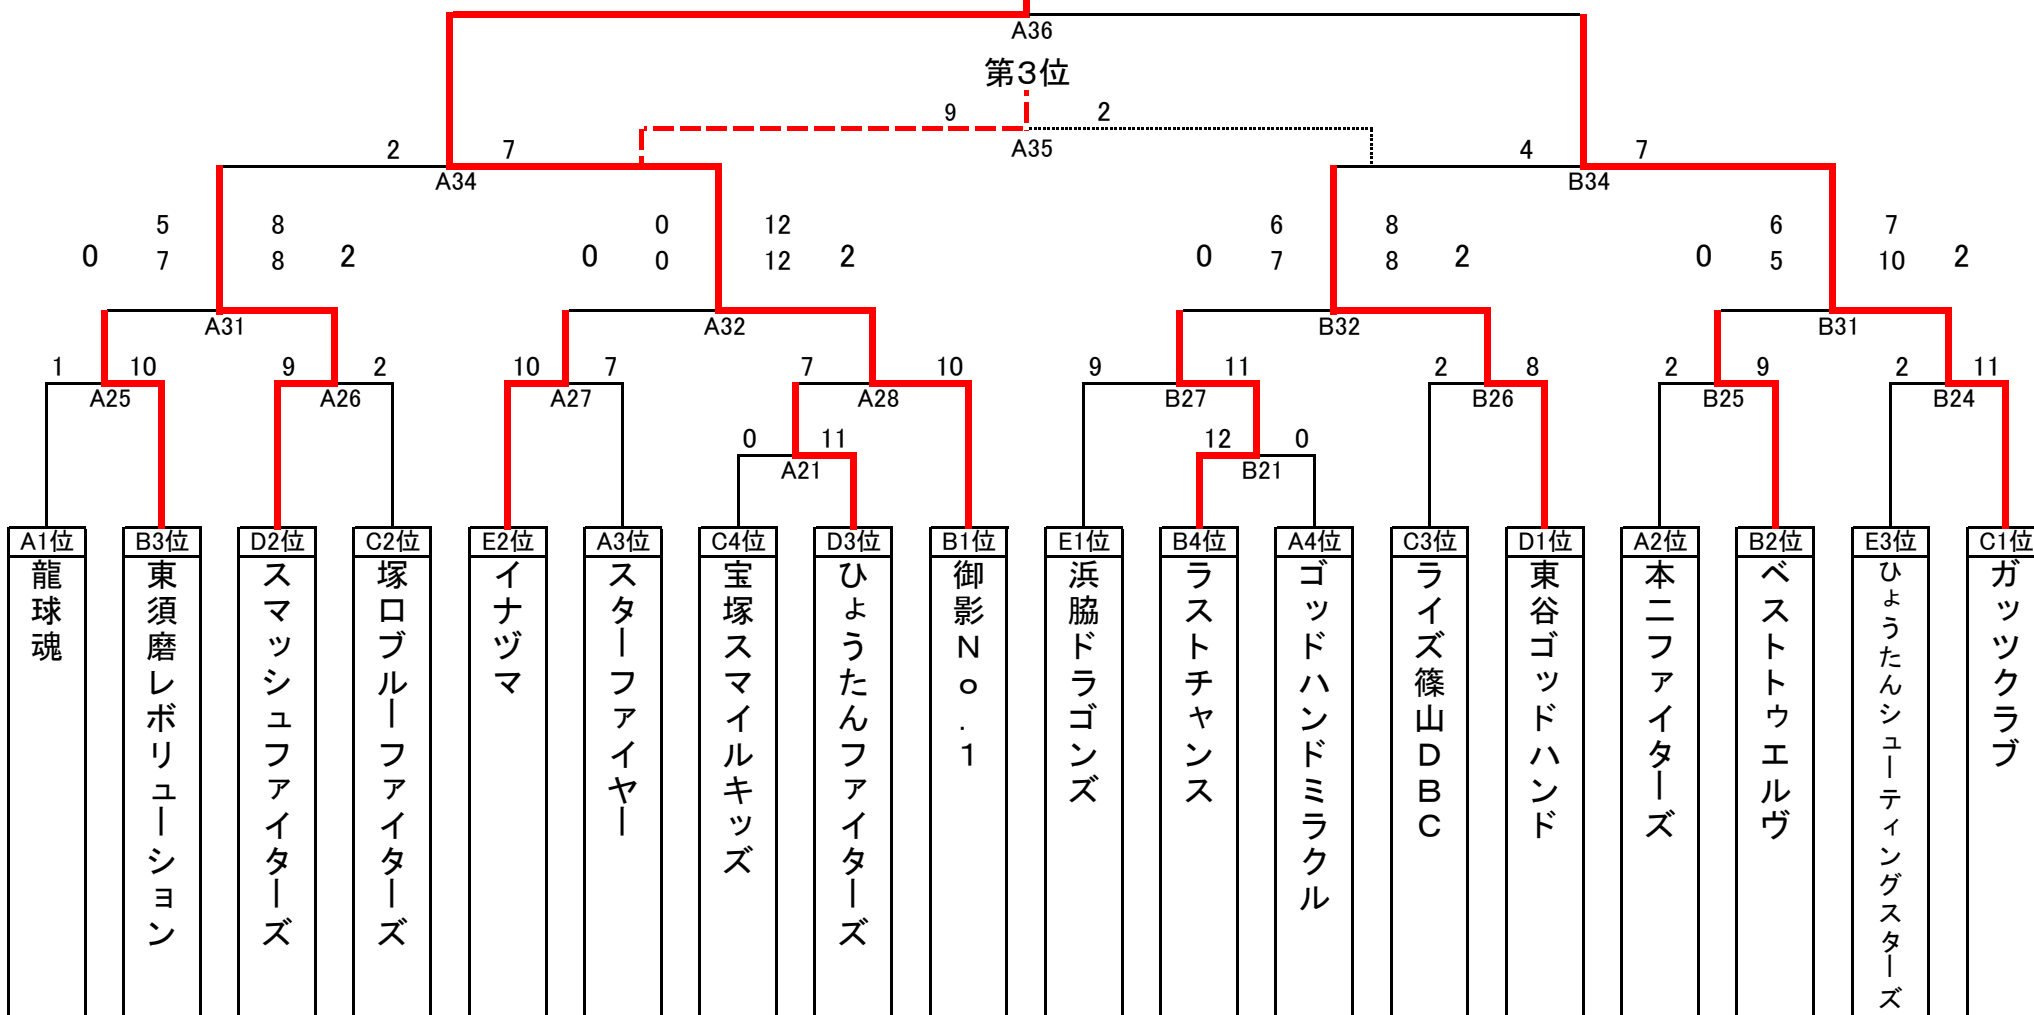 A36
第3位
9 2
A35
2 7 4 7
A34 B34
5 8 0 12 6 8 6 7
0 7 8 2 0 0 12 2 0 7 8 2 0 5 10 2
A31 A32 B32 B31
1 10 9 2 10 7 7 10 9 11 2 8 2 9 2 11
A25 A26 A27 A28 B27 B26 B25 B24
0 11 12 0
A21 B21
A1位 B3位 D2位 C2位 E2位 A3位 C4位 D3位 B1位 E1位 B4位 A4位 C3位 D1位 A2位 B2位 E3位 C1位
龍球魂
東須磨レボリューション
スマッシュファイターズ
塚口ブルーファイターズ
イナヅマ
スターファイヤー
宝塚スマイルキッズ
ひょうたんファイターズ
御影No.1
浜脇ドラゴンズ
ラストチャンス
ゴッドハンドミラクル
ライズ篠山DBC
東谷ゴッドハンド
本二ファイターズ
ベストトゥエルヴ
ひょうたんシューティングスターズ
ガッツクラブ